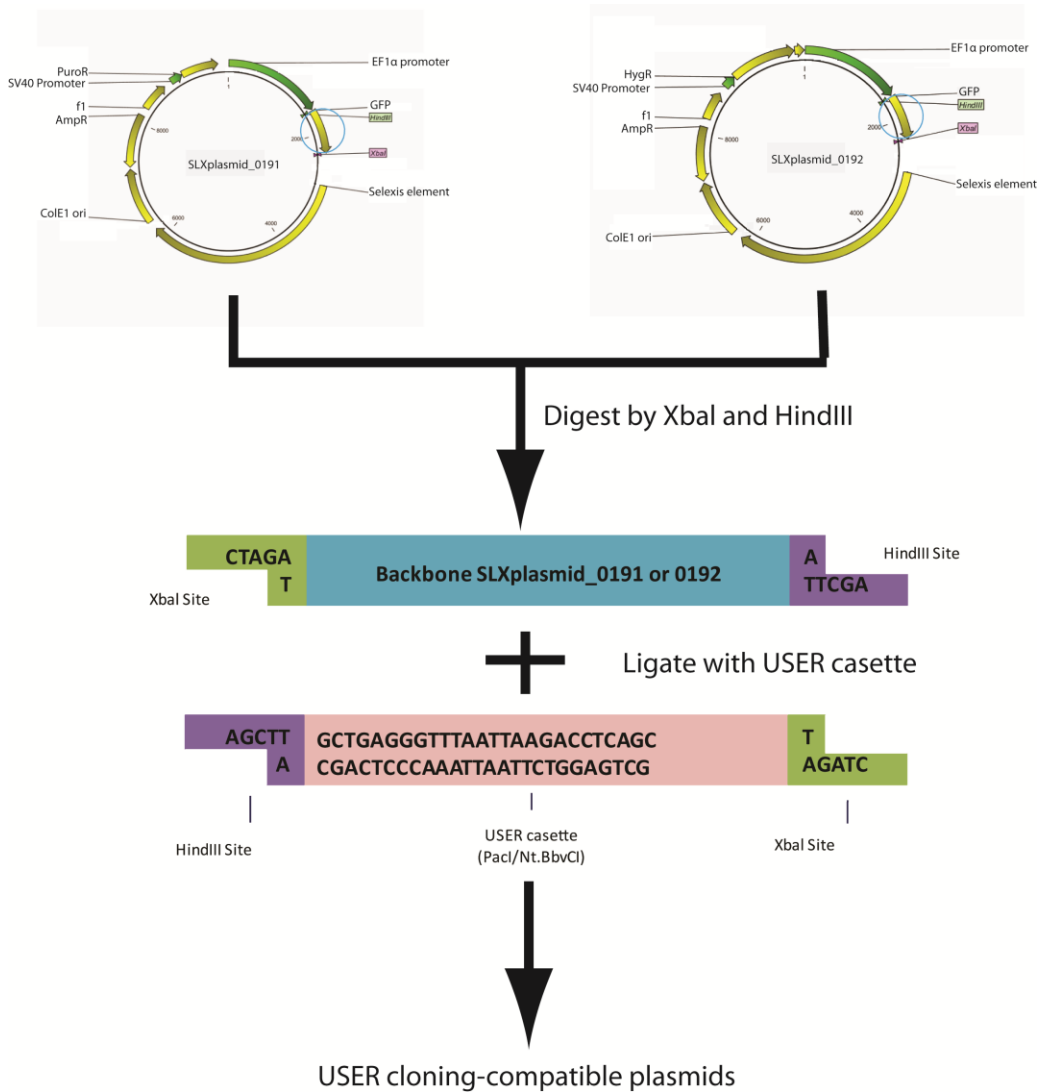 PuroR
SV40 Promoter
f1
AmpR
ColE1 ori
EF1α promoter
GFP
HindIII
XbaI
Selexis element
1
2000
4000
6000
8000
SLXplasmid_0191
HygR
SV40 Promoter
f1
AmpR
ColE1 ori
EF1α promoter
GFP
HindIII
XbaI
Selexis element
1
2000
4000
6000
8000
SLXplasmid_0192
Digest by XbaI and HindIII
CTAGA
T
Backbone SLXplasmid_0191 or 0192
A
TTCGA
HindIII Site
XbaI Site
Ligate with USER casette
AGCTT
A
GCTGAGGGTTTAATTAAGACCTCAGC
CGACTCCCAAATTAATTCTGGAGTCG
T
AGATC
HindIII Site
USER casette
(PacI/Nt.BbvCI)
XbaI Site
USER cloning-compatible plasmids